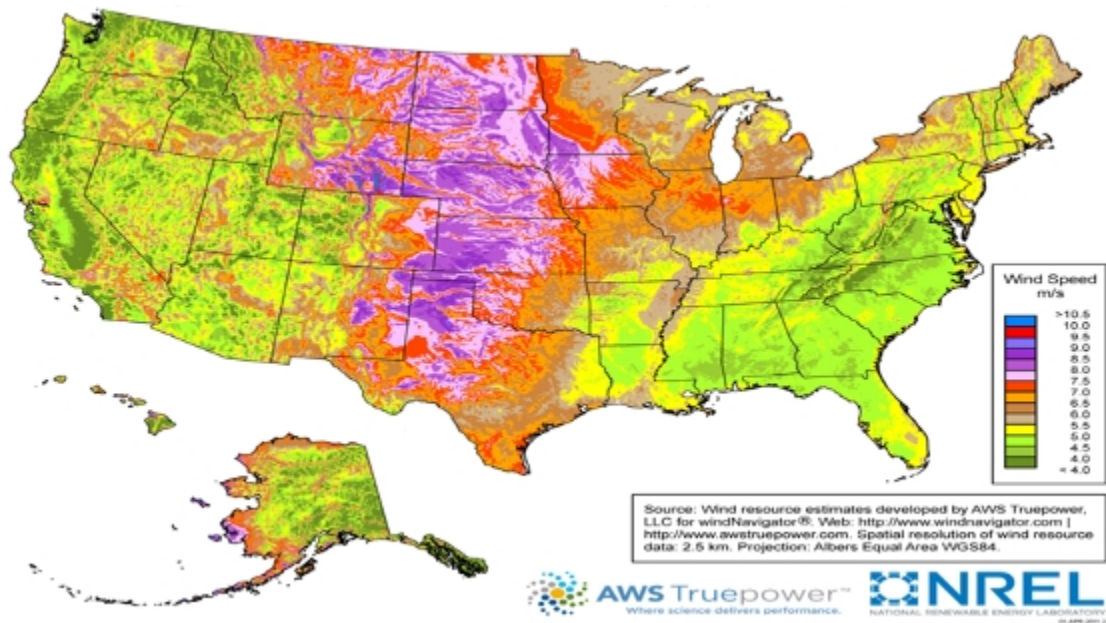 Wind Speed
m/s
>10.5
10.0
9.5
9.0
8.5
8.0
7.5
7.0
6.5
6.0
5.5
5.0
4.5
4.0
< 4.0
Source: Wind resource estimates developed by AWS Truepower,
LLC for windNavigator®. Web: http://www.windnavigator.com |
http://www.awstruepower.com. Spatial resolution of wind resource
data: 2.5 km. Projection: Albers Equal Area WGS84.
AWS Truepower™
Where science delivers performance.
NREL
NATIONAL RENEWABLE ENERGY LABORATORY